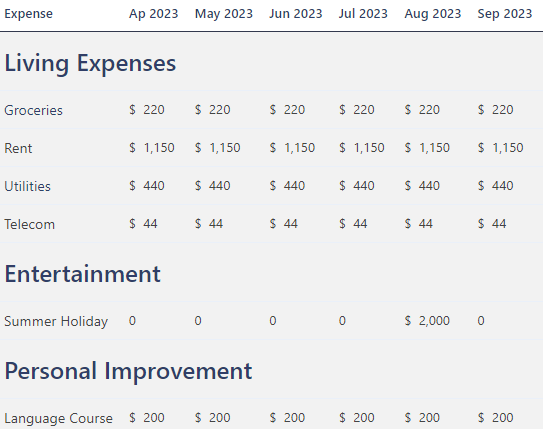 Expense Ap 2023 May 2023 Jun 2023 Jul 2023 Aug 2023 Sep 2023
Living Expenses
Groceries $ 220 $ 220 $ 220 $ 220 $ 220 $ 220
Rent $ 1,150 $ 1,150 $ 1,150 $ 1,150 $ 1,150 $ 1,150
Utilities $ 440 $ 440 $ 440 $ 440 $ 440 $ 440
Telecom $ 44 $ 44 $ 44 $ 44 $ 44 $ 44
Entertainment
Summer Holiday 0 0 0 0 $ 2,000 0
Personal Improvement
Language Course $ 200 $ 200 $ 200 $ 200 $ 200 $ 200